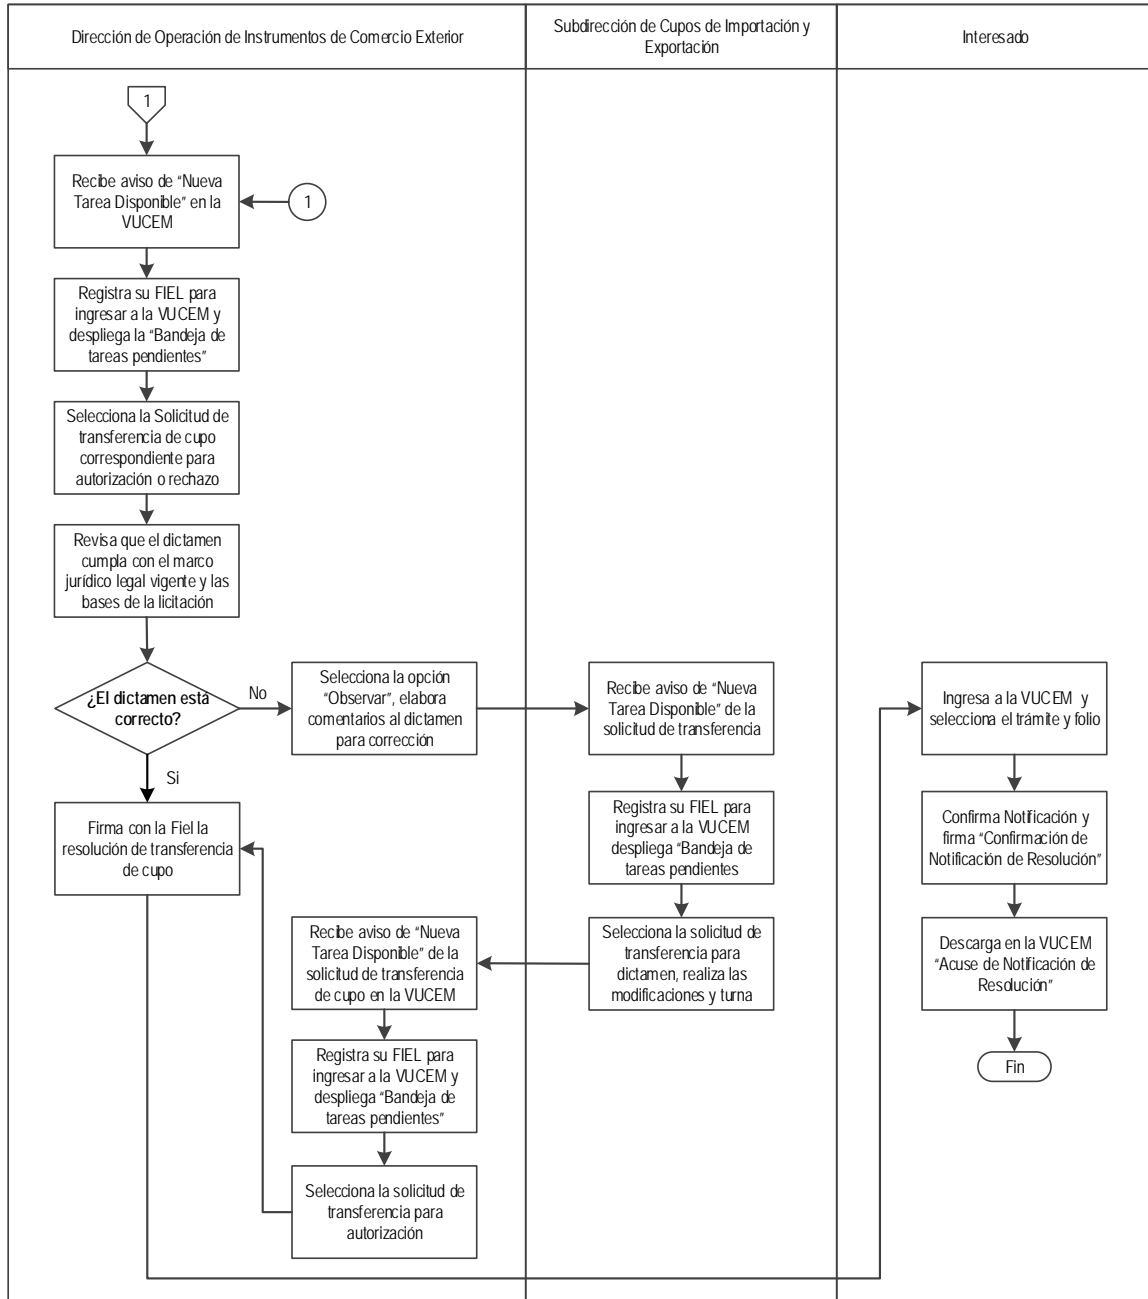 Dirección de Operación de Instrumentos de Comercio Exterior
Subdirección de Cupos de Importación y
Exportación
Interesado
1
Recibe aviso de “Nueva
Tarea Disponible” en la
VUCEM
1
Registra su FIEL para
ingresar a la VUCEM y
despliega la “Bandeja de
tareas pendientes”
Selecciona la Solicitud de
transferencia de cupo
correspondiente para
autorización o rechazo
Revisa que el dictamen
cumpla con el marco
jurídico legal vigente y las
bases de la licitación
¿El dictamen está
correcto?
No
Si
Selecciona la opción
“Observar”, elabora
comentarios al dictamen
para corrección
Recibe aviso de “Nueva
Tarea Disponible” de la
solicitud de transferencia
Registra su FIEL para
ingresar a la VUCEM
despliega “Bandeja de
tareas pendientes
Selecciona la solicitud de
transferencia para
dictamen, realiza las
modificaciones y turna
Recibe aviso de “Nueva
Tarea Disponible” de la
solicitud de transferencia
de cupo en la VUCEM
Registra su FIEL para
ingresar a la VUCEM y
despliega “Bandeja de
tareas pendientes”
Selecciona la solicitud de
transferencia para
autorización
Firma con la Fiel la
resolución de transferencia
de cupo
Ingresa a la VUCEM y
selecciona el trámite y folio
Confirma Notificación y
firma “Confirmación de
Notificación de Resolución”
Descarga en la VUCEM
“Acuse de Notificación de
Resolución”
Fin